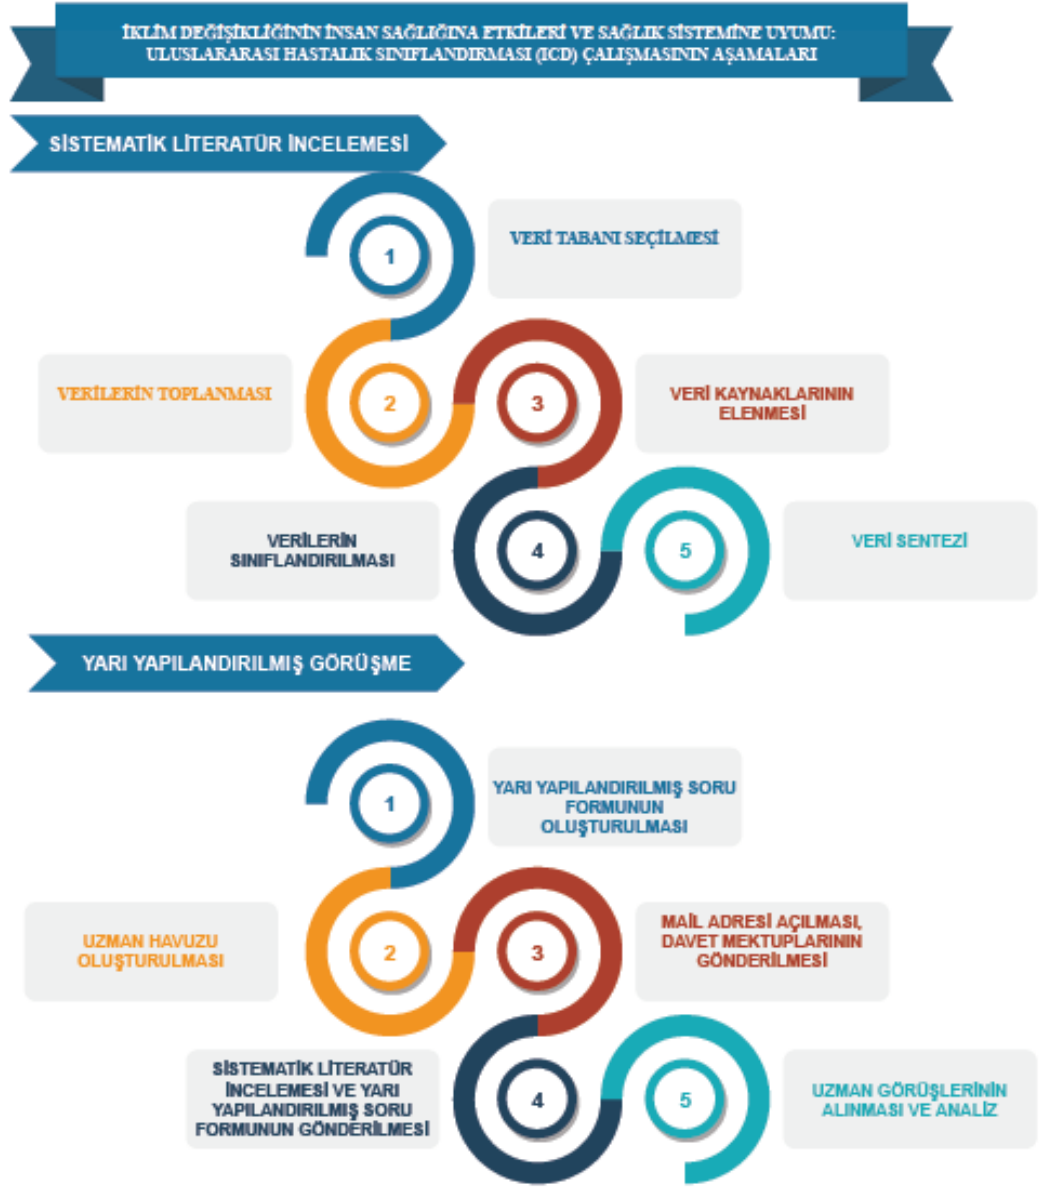 İKLİM DEĞİŞİKLİĞİNİN İNSAN SAĞLIĞINA ETKİLERİ VE SAĞLIK SİSTEMİNE UYUMU:
ULUSLARARASI HASTALIK SINIFLANDIRMASI (ICD) ÇALIŞMASININ AŞAMALARI
SİSTEMATİK LİTERATÜR İNCELEMESİ
1
VERİ TABANI SEÇİLMESİ
VERİLERİN TOPLANMASI
2
3
VERİ KAYNAKLARININ
ELENMESİ
VERİLERİN
SINIFLANDIRILMASI
4
5
VERİ SENTEZİ
YARI YAPILANDIRILMIŞ GÖRÜŞME
1
YARI YAPILANDIRILMIŞ SORU
FORMUNUN
OLUŞTURULMASI
UZMAN HAVUZU
OLUŞTURULMASI
2
3
MAİL ADRESİ AÇILMASI,
DAVET MEKTUPLARININ
GÖNDERİLMESİ
SİSTEMATİK LİTERATÜR
İNCELEMESİ VE YARI
YAPILANDIRILMIŞ SORU
FORMUNUN GÖNDERİLMESİ
4
5
UZMAN GÖRÜŞLERİNİN
ALINMASI VE ANALİZ